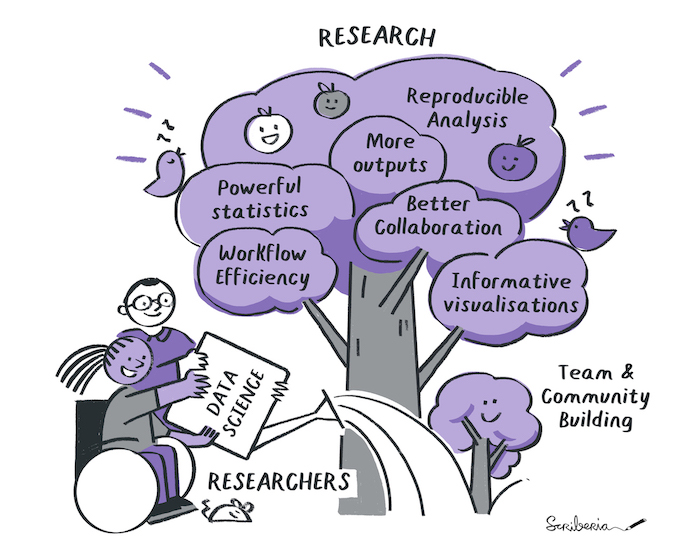 RESEARCH
Reproducible
Analysis
More
outputs
Powerful
statistics
Better
Collaboration
Workflow
Efficiency
Informative
visualisations
DATA
SCIENCE
Team &
Community
Building
RESEARCHERS
Scriberia